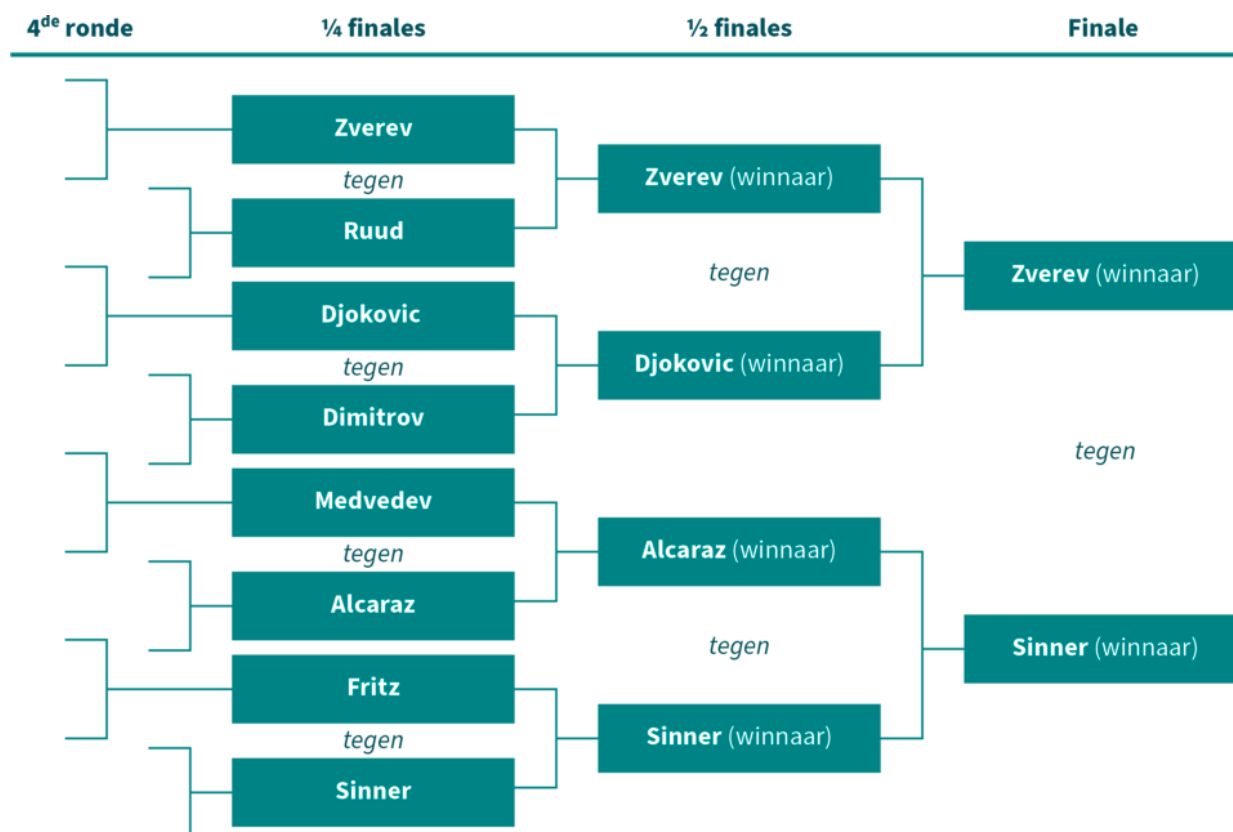 4de ronde
¼ finales
½ finales
Finale
Zverev
tegen
Ruud
Djokovic
tegen
Dimitrov
Medvedev
tegen
Alcaraz
Fritz
tegen
Sinner
Zverev (winnaar)
tegen
Djokovic (winnaar)
Alcaraz (winnaar)
tegen
Sinner (winnaar)
Zverev (winnaar)
tegen
Sinner (winnaar)